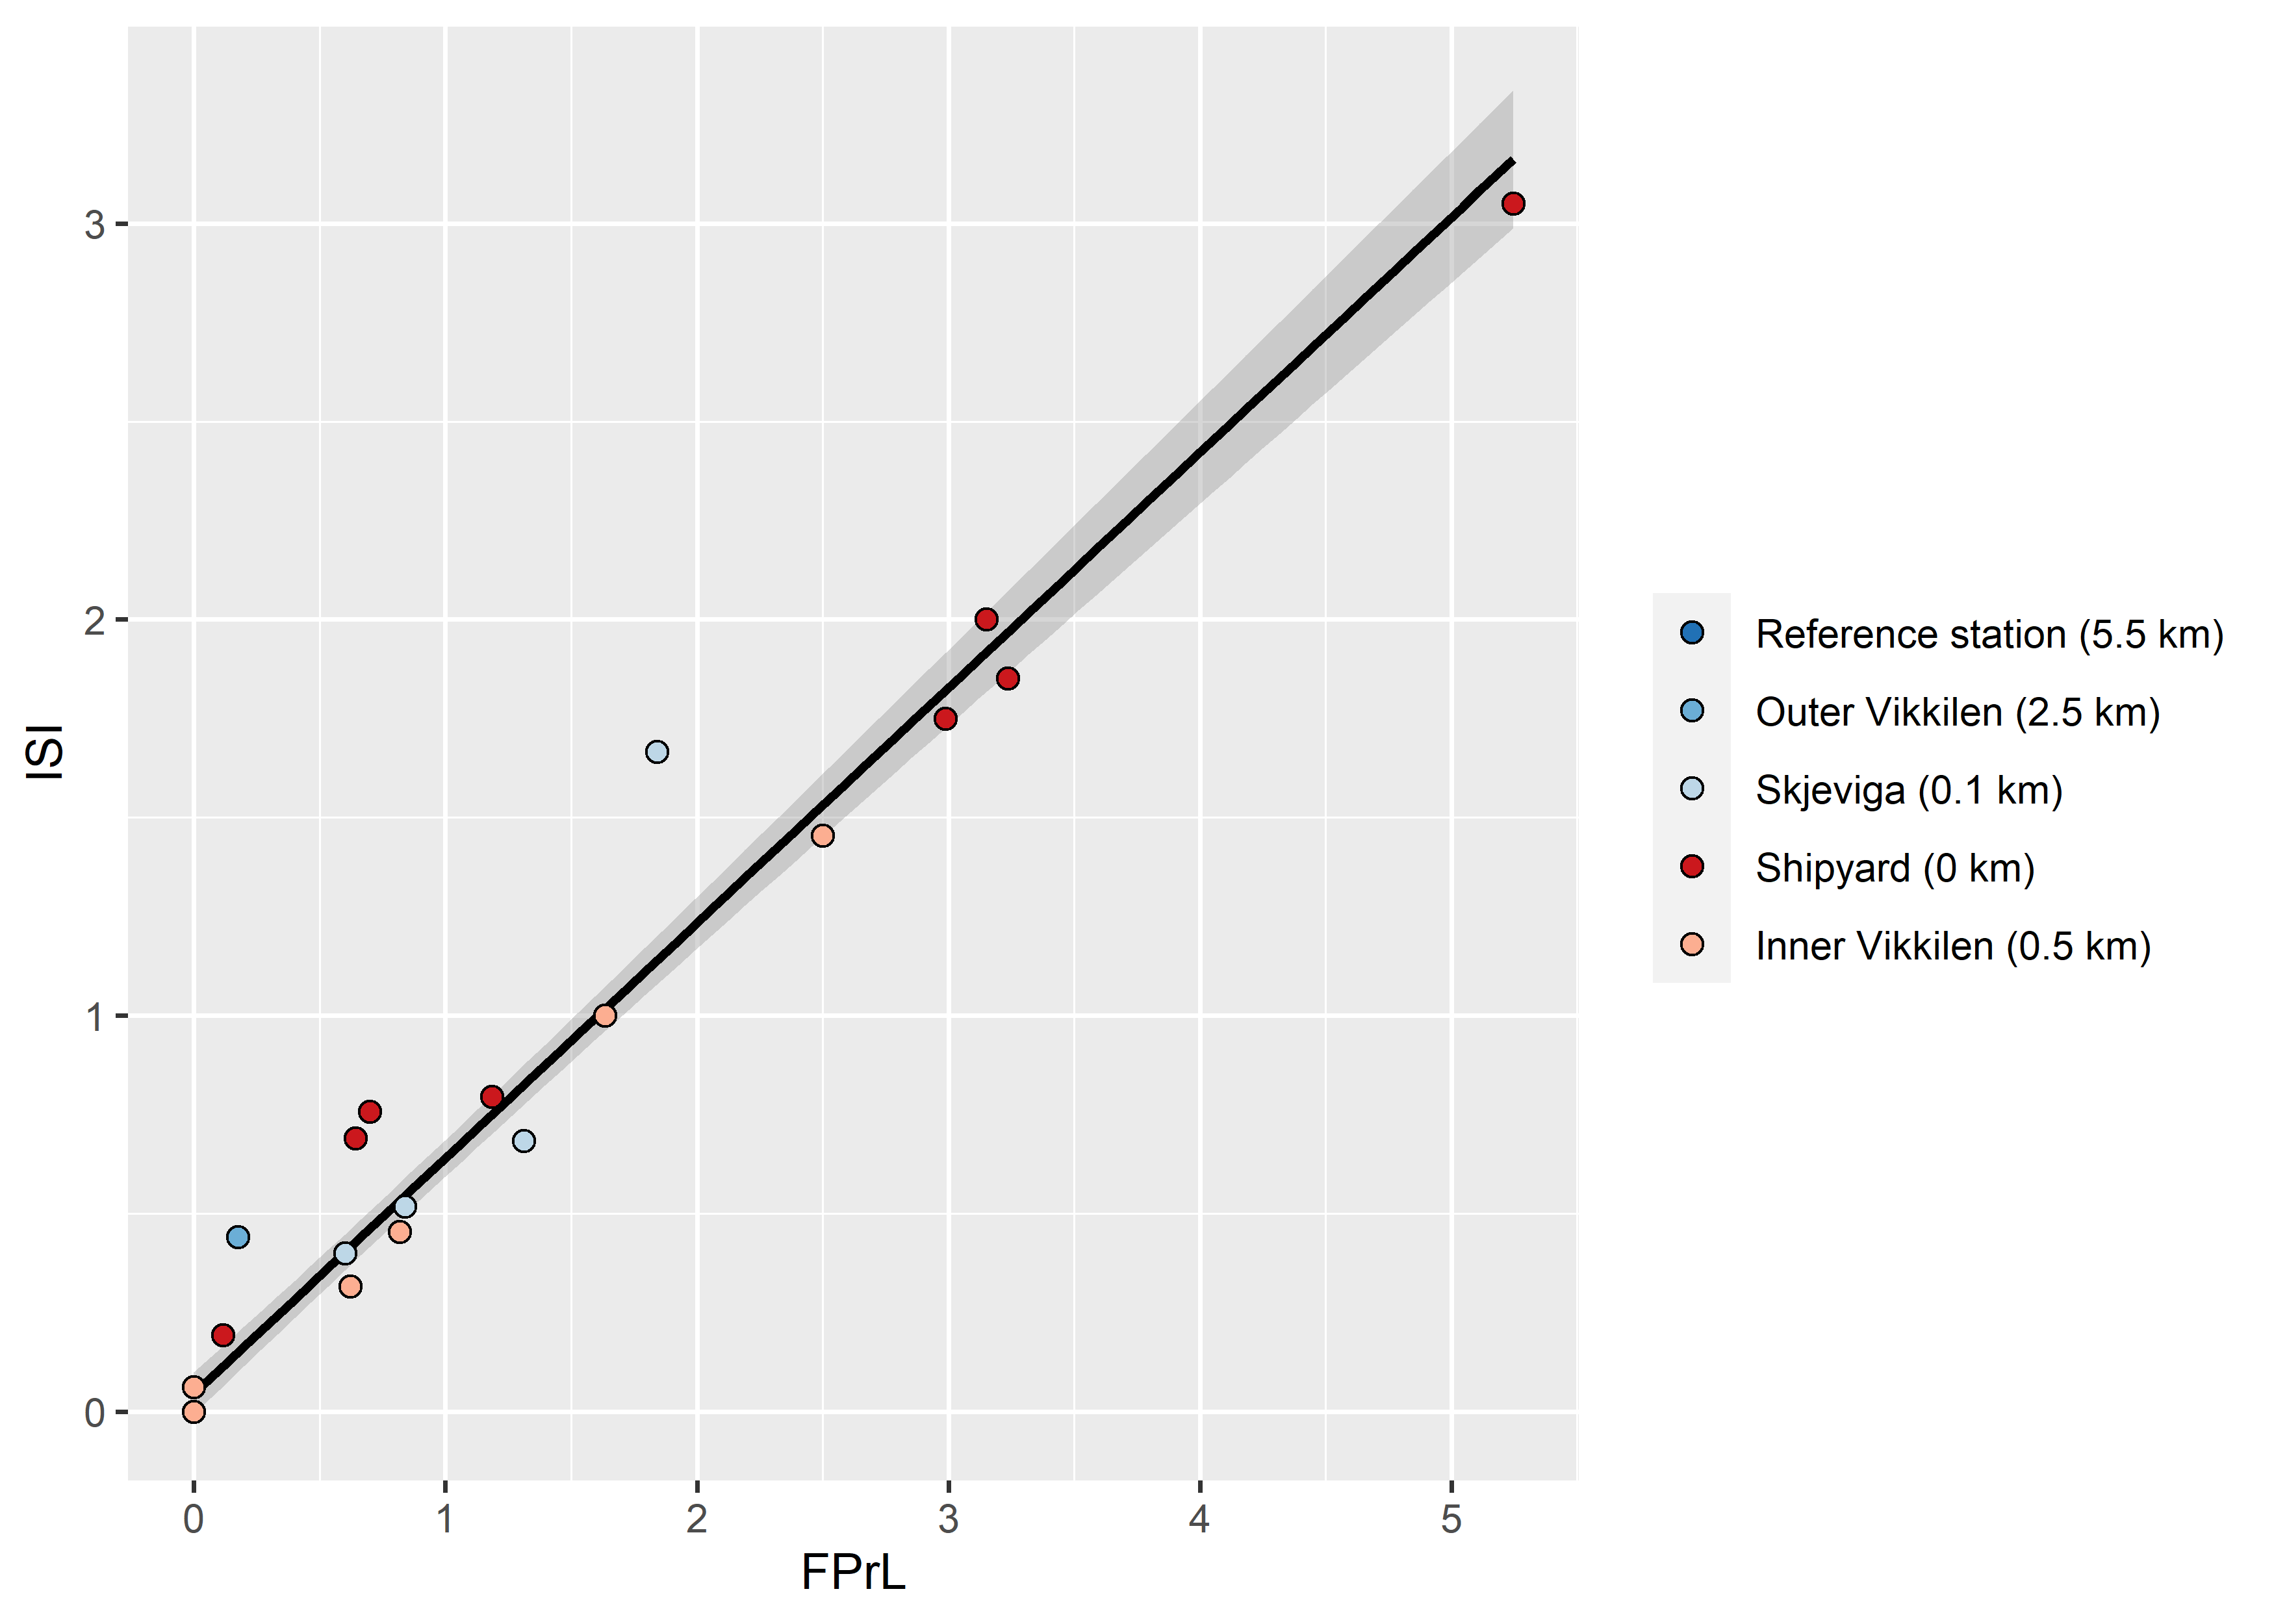 3
2
1
0
ISI
0 1 2 3 4 5
FPrL
Reference station (5.5 km)
Outer Vikkilen (2.5 km)
Skjeviga (0.1 km)
Shipyard (0 km)
Inner Vikkilen (0.5 km)